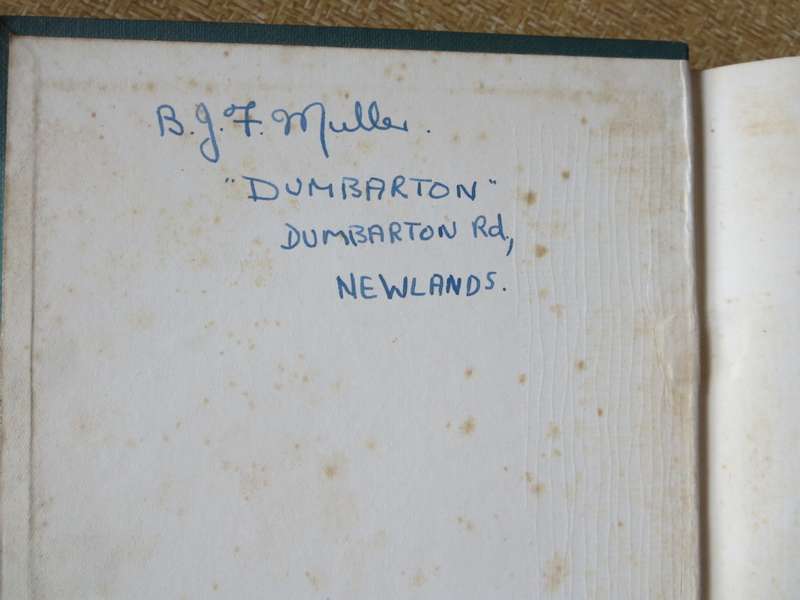 B.J.F. Muller.
"DUMBARTON"
DUMBARTON Rd,
NEWLANDS.